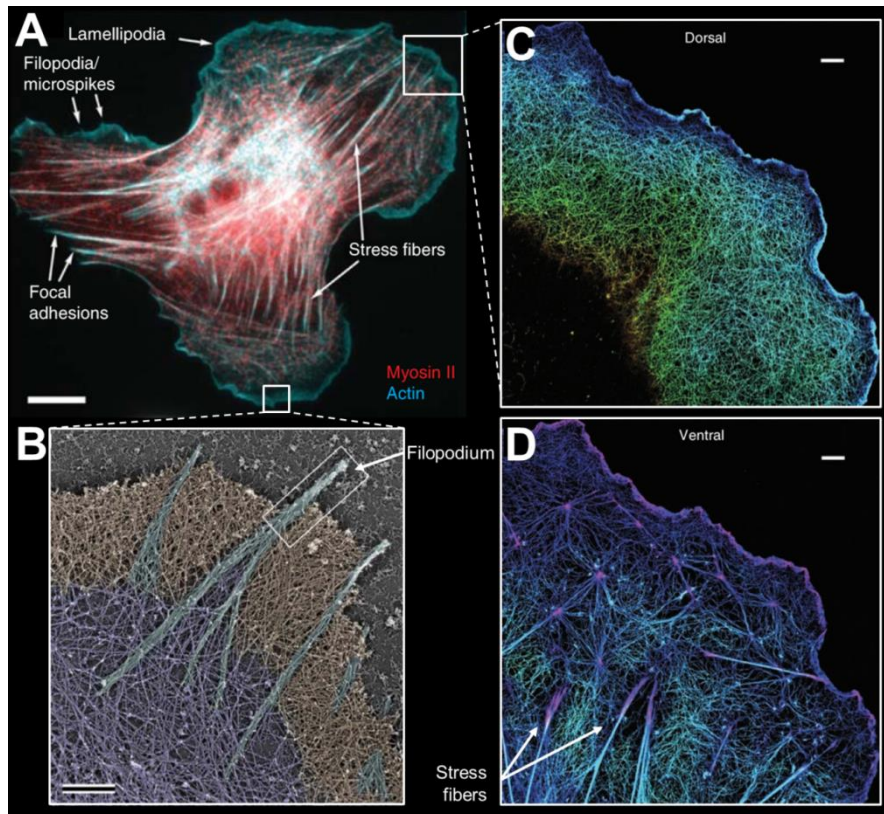 A
Lamellipodia
Filopodia/
microspikes
Stress fibers
Focal
adhesions
Myosin II
Actin
C
Dorsal
B
Filopodium
D
Ventral
Stress
fibers